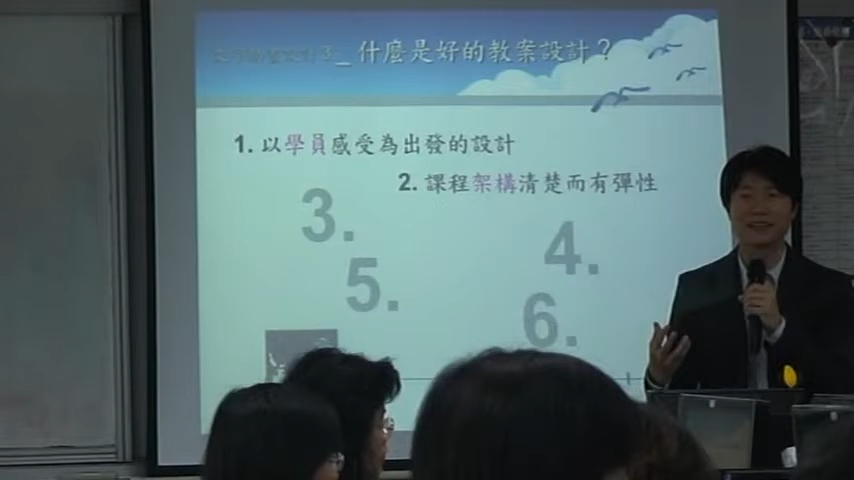 3_ 什麼是好的教案設計？
1. 以學員感受為出發的設計
2. 課程架構清楚而有彈性
3.
4.
5.
6.